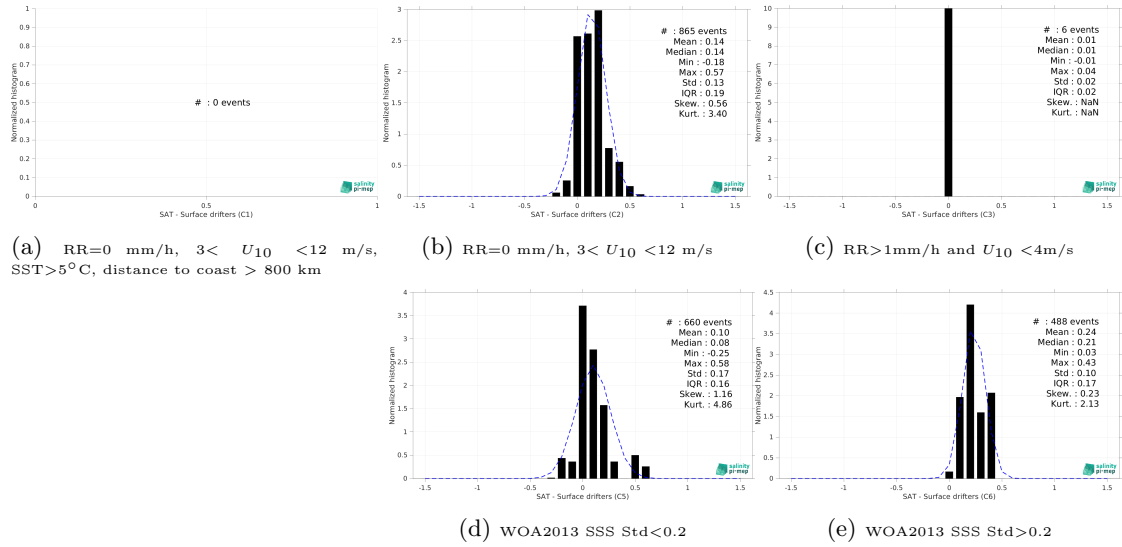 1
0.9
0.8
0.7
0.6
0.5
0.4
0.3
0.2
0.1
0
Normalized histogram
# : 0 events
0 0.5 1
SAT - Surface drifters (C1)
salinity
pi-mep
(a) RR=0 mm/h, 3< U10 <12 m/s,
SST>5°C, distance to coast > 800 km
3
2.5
2
1.5
1
0.5
0
Normalized histogram
# : 865 events
Mean : 0.14
Median : 0.14
Min : -0.18
Max : 0.57
Std : 0.13
IQR : 0.19
Skew. : 0.56
Kurt. : 3.40
-1.5 -1 -0.5 0 0.5 1 1.5
SAT - Surface drifters (C2)
salinity
pi-mep
(b) RR=0 mm/h, 3< U10 <12 m/s
10
9
8
7
6
5
4
3
2
1
0
Normalized histogram
# : 6 events
Mean : 0.01
Median : 0.01
Min : -0.01
Max : 0.04
Std : 0.02
IQR : 0.02
Skew. : NaN
Kurt. : NaN
-1.5 -1 -0.5 0 0.5 1 1.5
SAT - Surface drifters (C3)
salinity
pi-mep
(c) RR>1mm/h and U10 <4m/s
4
3.5
3
2.5
2
1.5
1
0.5
0
Normalized histogram
# : 660 events
Mean : 0.10
Median : 0.08
Min : -0.25
Max : 0.58
Std : 0.17
IQR : 0.16
Skew. : 1.16
Kurt. : 4.86
-1.5 -1 -0.5 0 0.5 1 1.5
SAT - Surface drifters (C5)
salinity
pi-mep
(d) WOA2013 SSS Std<0.2
4.5
4
3.5
3
2.5
2
1.5
1
0.5
0
Normalized histogram
# : 488 events
Mean : 0.24
Median : 0.21
Min : 0.03
Max : 0.43
Std : 0.10
IQR : 0.17
Skew. : 0.23
Kurt. : 2.13
-1.5 -1 -0.5 0 0.5 1 1.5
SAT - Surface drifters (C6)
salinity
pi-mep
(e) WOA2013 SSS Std>0.2